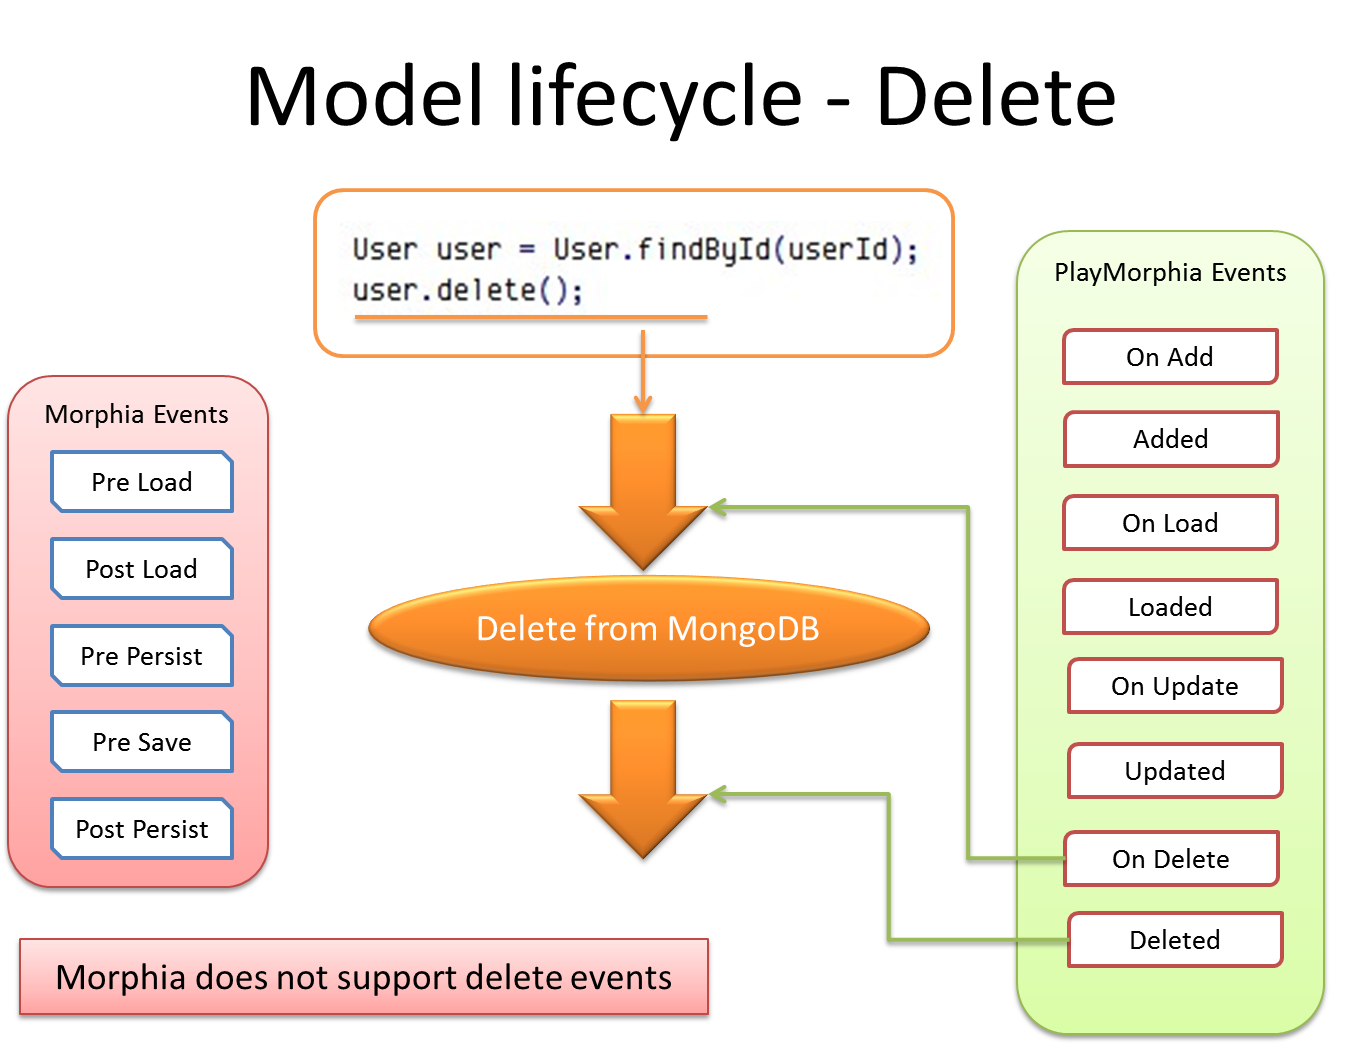 Model lifecycle - Delete
User user = User.findById(userId);
user.delete();
Morphia Events
Pre Load
Post Load
Pre Persist
Pre Save
Post Persist
Delete from MongoDB
PlayMorphia Events
On Add
Added
On Load
Loaded
On Update
Updated
On Delete
Deleted
Morphia does not support delete events